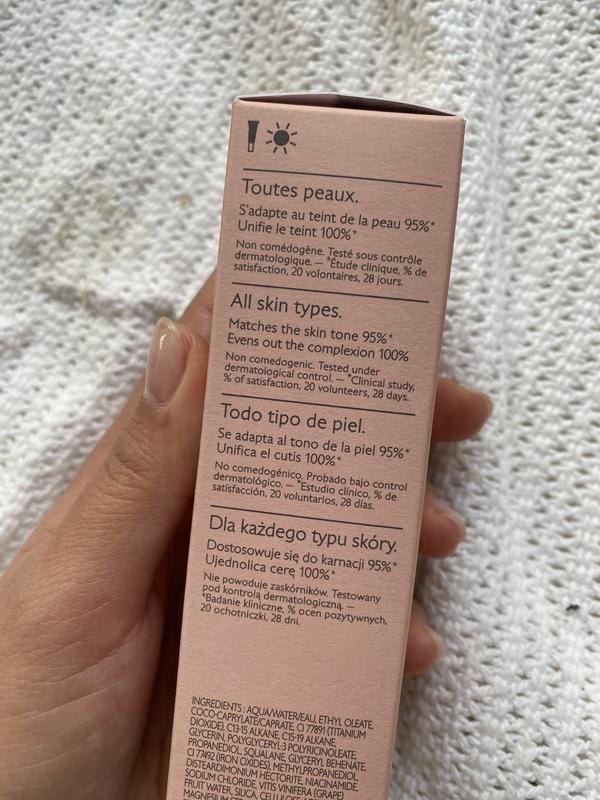 Toutes peaux.
S'adapte au teint de la peau 95%*
Unifie le teint 100%*
Non comédogène. Testé sous contrôle
dermatologique. — *Étude clinique, % de
satisfaction, 20 volontaires, 28 jours.
All skin types.
Matches the skin tone 95%*
Evens out the complexion 100%
Non comedogenic. Tested under
dermatological control. — *Clinical study,
% of satisfaction, 20 volunteers, 28 days.
Todo tipo de piel.
Se adapta al tono de la piel 95%*
Unifica el cutis 100%*
No comedogénico. Probado bajo control
dermatológico. — *Estudio clínico, % de
satisfacción, 20 voluntarios, 28 días.
Dla każdego typu skóry.
Dostosowuje się do karnacji 95%*
Ujednolica cerę 100%*
Nie powoduje zaskórników. Testowany
pod kontrolą dermatologiczną. —
*Badanie kliniczne, % ocen pozytywnych,
20 ochotniczki, 28 dni.
INGREDIENTS : AQUA/WATER/EAU, ETHYL OLEATE,
COCO-CAPRYLATE/CAPRATE, CI 77891 (TITANIUM
DIOXIDE), C13-15 ALKANE, C15-19 ALKANE,
GLYCERIN, POLYGLYCERYL-3 POLYRICINOLEATE,
PROPANEDIOL, SQUALANE, GLYCERYL BEHENATE,
CI 77492 (IRON OXIDES), METHYLPROPANEDIOL,
DISTEARDIMONIUM HECTORITE, NIACINAMIDE,
SODIUM CHLORIDE, VITIS VINIFERA (GRAPE)
FRUIT WATER, SILICA,